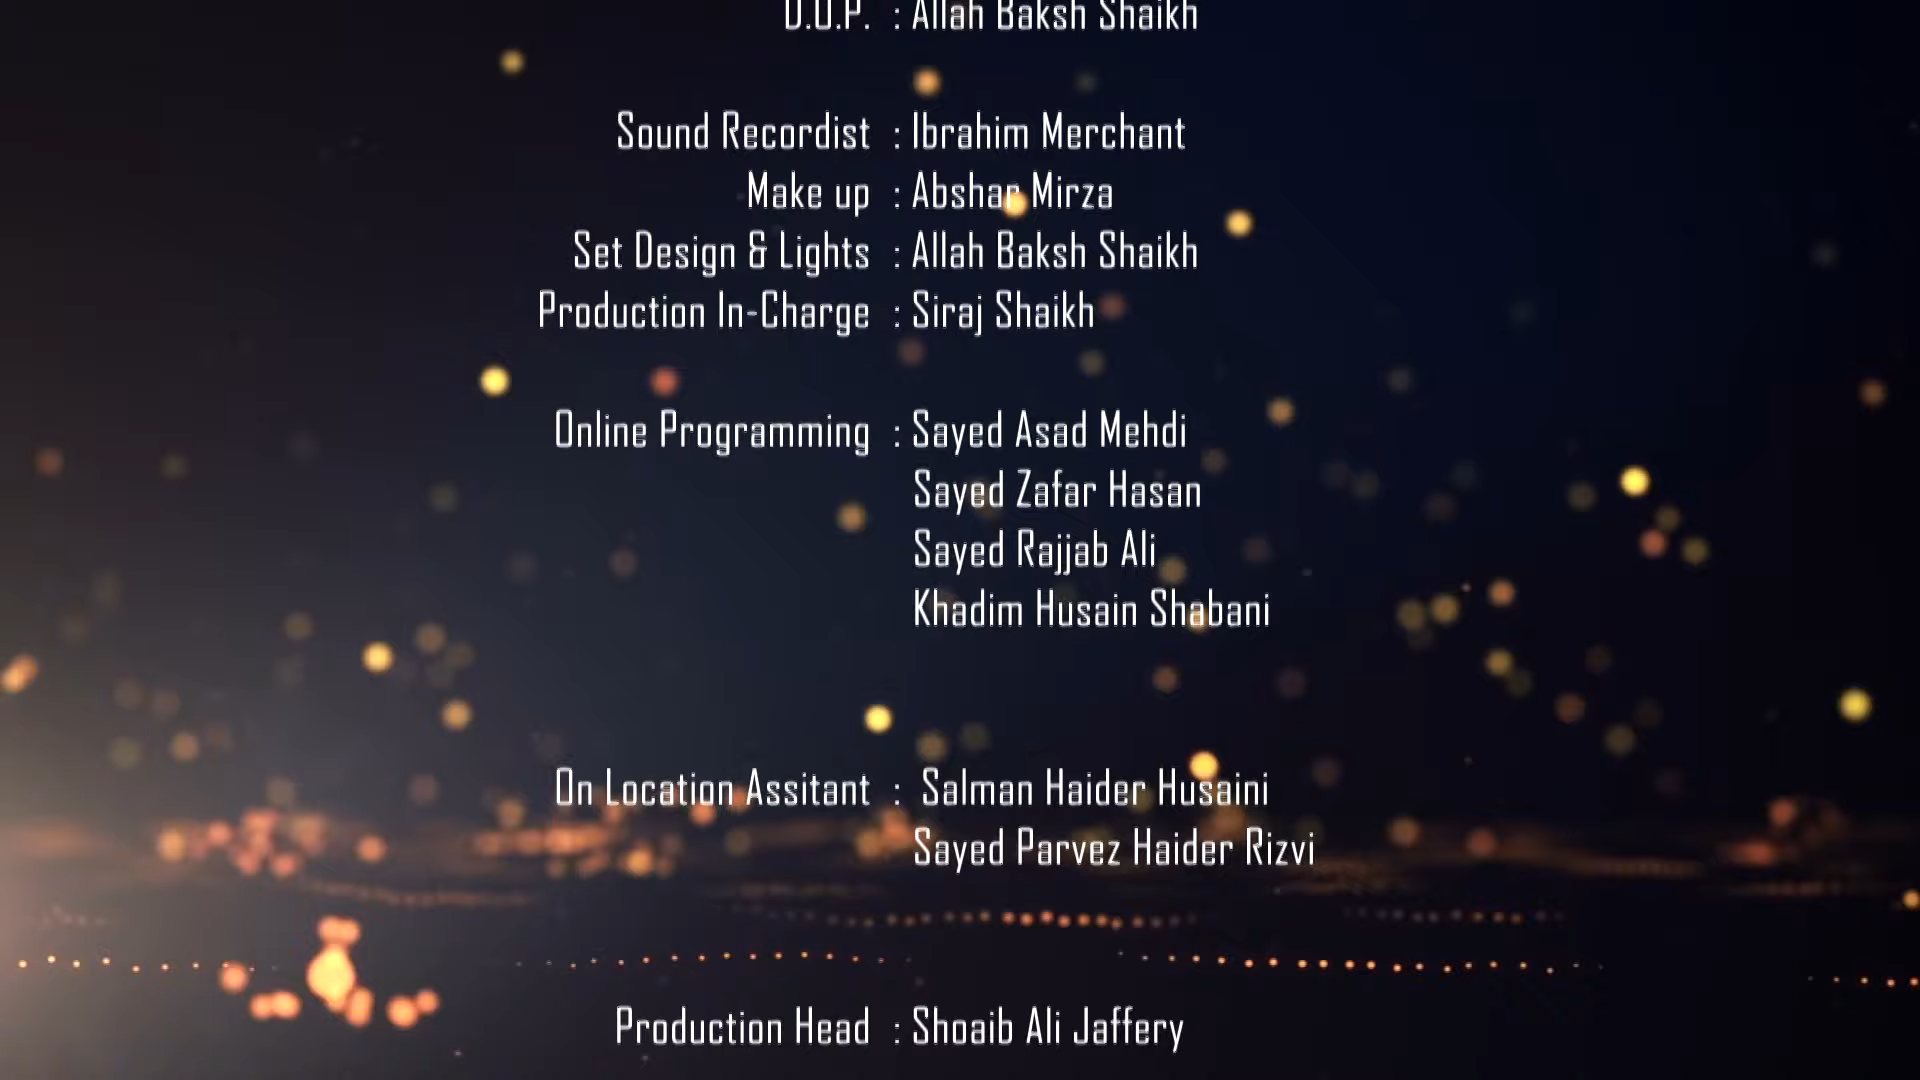 D.O.P. : Allah Baksh Shaikh
Sound Recordist : Ibrahim Merchant
Make up : Abshar Mirza
Set Design & Lights : Allah Baksh Shaikh
Production In-Charge : Siraj Shaikh
Online Programming : Sayed Asad Mehdi
Sayed Zafar Hasan
Sayed Rajjab Ali
Khadim Husain Shabani
On Location Assitant : Salman Haider Husaini
Sayed Parvez Haider Rizvi
Production Head : Shoaib Ali Jaffery